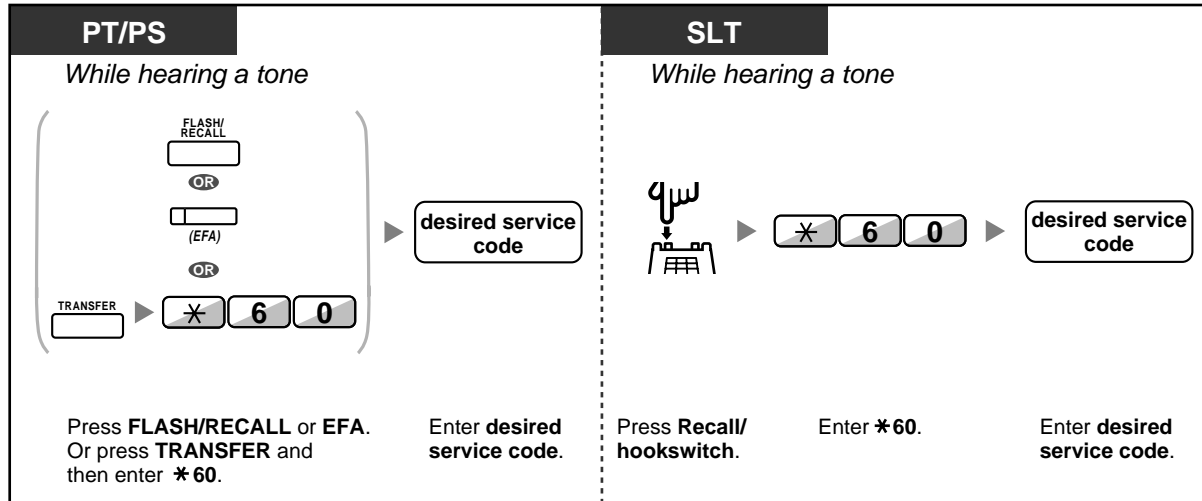 PT/PS
While hearing a tone
FLASH/
RECALL
OR
(EFA)
OR
TRANSFER
* 6 0
desired service
code
Press FLASH/RECALL or EFA.
Or press TRANSFER and
then enter *60.
Enter desired
service code.
SLT
While hearing a tone
* 6 0
desired service
code
Press Recall/
hookswitch.
Enter *60.
Enter desired
service code.